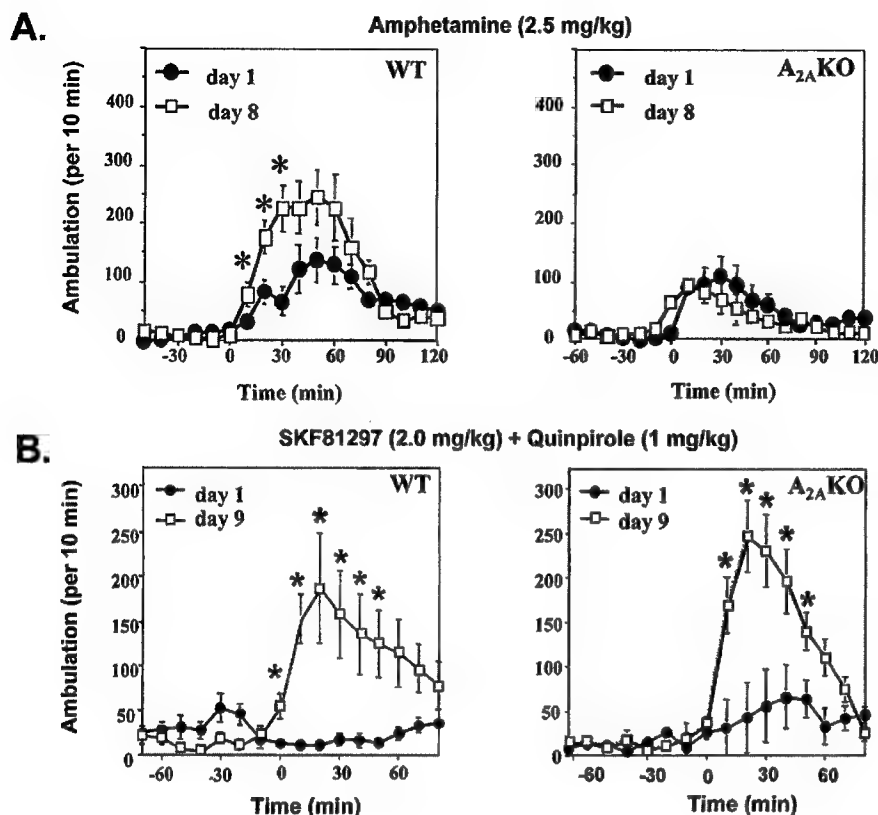 A.
Amphetamine (2.5 mg/kg)
Ambulation (per 10 min)
400
300
200
100
0
day 1
day 8
WT
* * *
-30 0 30 60 90 120
Time (min)
400
300
200
100
0
day 1
day 8
A2AKO
-60 -30 0 30 60 90 120
Time (min)
B.
SKF81297 (2.0 mg/kg) + Quinpirole (1 mg/kg)
Ambulation (per 10 min)
300
250
200
150
100
50
0
day 1
day 9
WT
* * * * * *
-60 -30 0 30 60
Time (min)
300
250
200
150
100
50
0
day 1
day 9
A2AKO
* * * * *
-60 -30 0 30 60
Time (min)